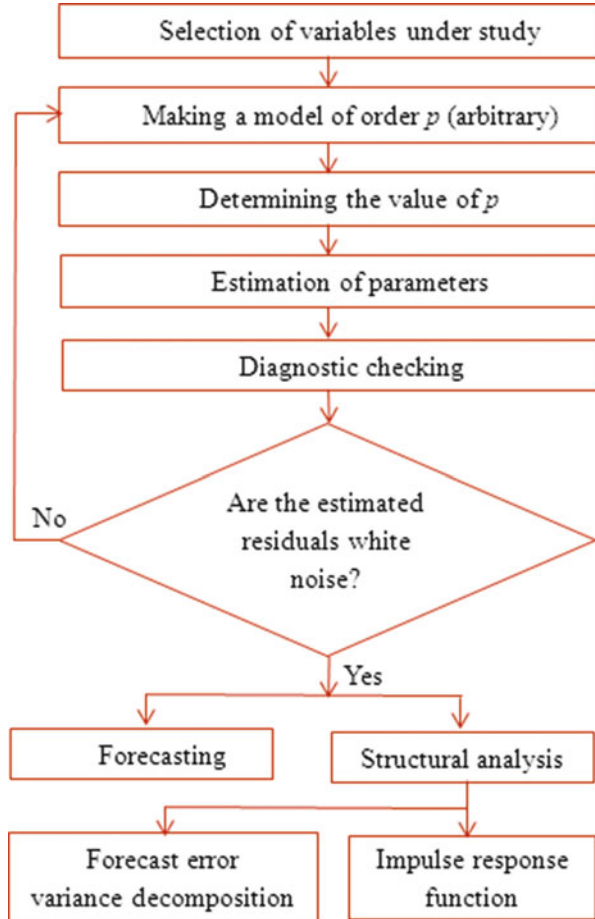 Selection of variables under study
Making a model of order p (arbitrary)
Determining the value of p
Estimation of parameters
Diagnostic checking
Are the estimated
residuals white
noise?
No
Yes
Forecasting
Structural analysis
Forecast error
variance decomposition
Impulse response
function